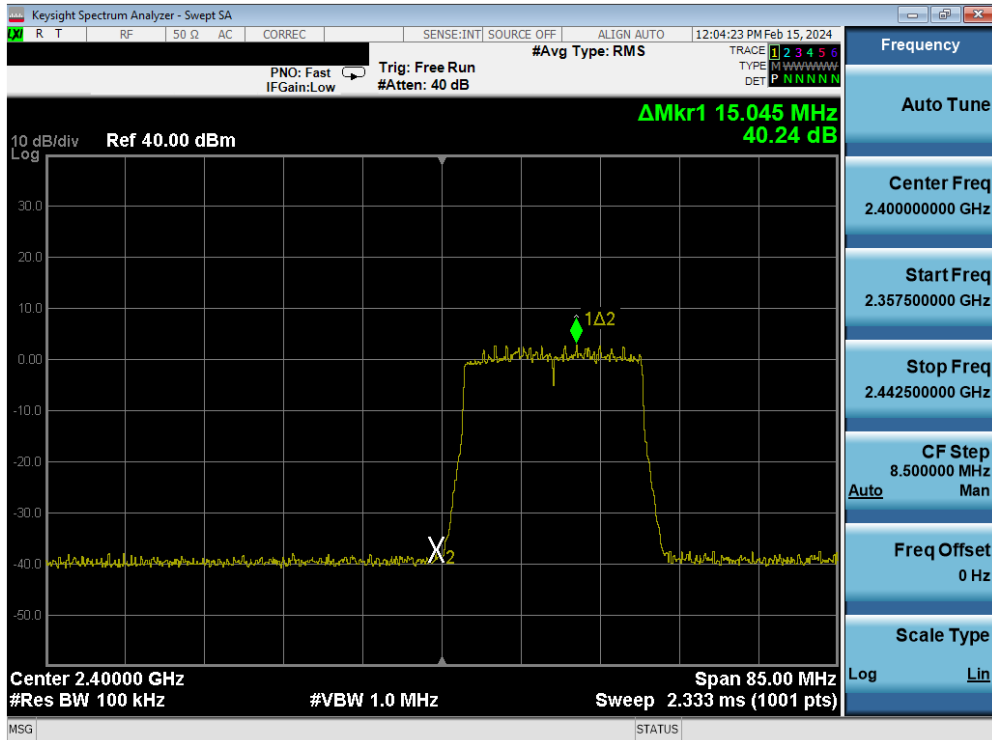 Keysight Spectrum Analyzer - Swept SA
LXI R T RF 50 Ω AC CORREC SENSE:INT SOURCE OFF ALIGN AUTO 12:04:23 PM Feb 15, 2024
#Avg Type: RMS
TRACE 1 2 3 4 5 6
PNO: Fast Trig: Free Run TYPE M W W W W W
IFGain:Low #Atten: 40 dB DET P N N N N N
ΔMkr1 15.045 MHz
40.24 dB
10 dB/div Ref 40.00 dBm
Log
30.0
20.0
10.0
0.00
-10.0
-20.0
-30.0
-40.0
-50.0
1Δ2
X2
Center 2.40000 GHz Span 85.00 MHz
#Res BW 100 kHz #VBW 1.0 MHz Sweep 2.333 ms (1001 pts)
MSG STATUS
Frequency
Auto Tune
Center Freq
2.400000000 GHz
Start Freq
2.357500000 GHz
Stop Freq
2.442500000 GHz
CF Step
8.500000 MHz
Auto Man
Freq Offset
0 Hz
Scale Type
Log Lin